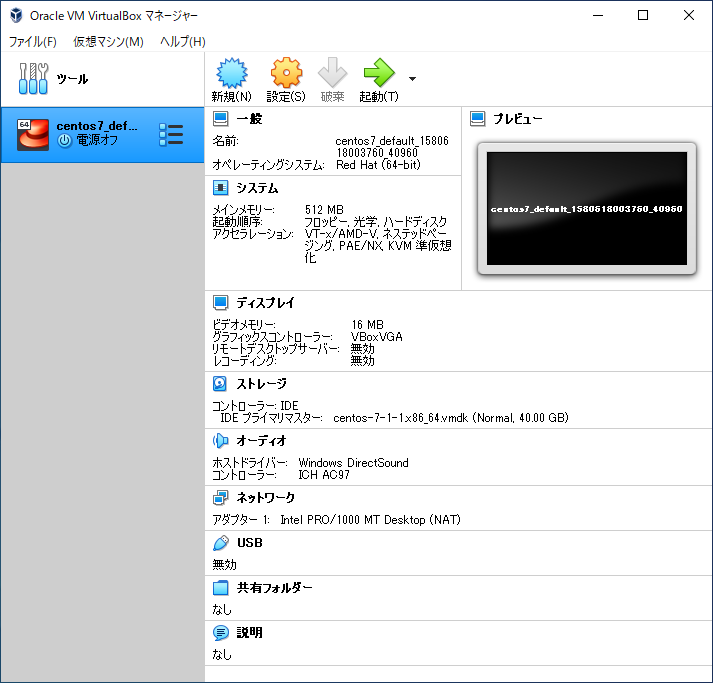 Oracle VM VirtualBox マネージャー
ファイル(F) 仮想マシン(M) ヘルプ(H)
ツール
新規(N) 設定(S) 破棄 起動(T)
64
centos7_def...
電源オフ
一般
名前: centos7_default_15806
18003760_40960
オペレーティングシステム: Red Hat (64-bit)
プレビュー
centos7_default_1580618003760_40960
システム
メインメモリー: 512 MB
起動順序: フロッピー, 光学, ハードディスク
アクセラレーション: VT-x/AMD-V, ネステッドペー
ジング, PAE/NX, KVM 準仮想
化
ディスプレイ
ビデオメモリー: 16 MB
グラフィックスコントローラー: VBoxVGA
リモートデスクトップサーバー: 無効
レコーディング: 無効
ストレージ
コントローラー: IDE
IDE プライマリマスター: centos-7-1-1.x86_64.vmdk (Normal, 40.00 GB)
オーディオ
ホストドライバー: Windows DirectSound
コントローラー: ICH AC97
ネットワーク
アダプター 1: Intel PRO/1000 MT Desktop (NAT)
USB
無効
共有フォルダー
なし
説明
なし